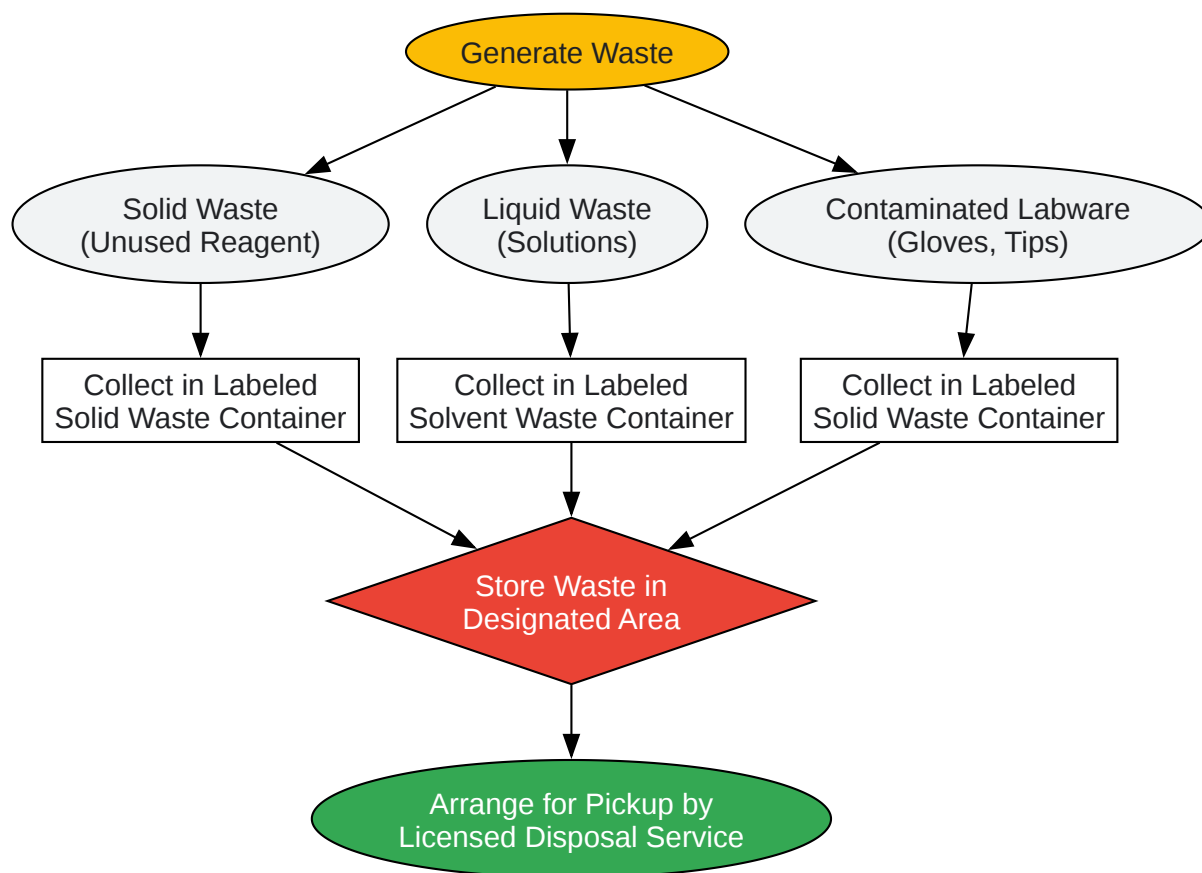 Generate Waste
Solid Waste
(Unused Reagent)
Liquid Waste
(Solutions)
Contaminated Labware
(Gloves, Tips)
Collect in Labeled
Solid Waste Container
Collect in Labeled
Solvent Waste Container
Collect in Labeled
Solid Waste Container
Store Waste in
Designated Area
Arrange for Pickup by
Licensed Disposal Service